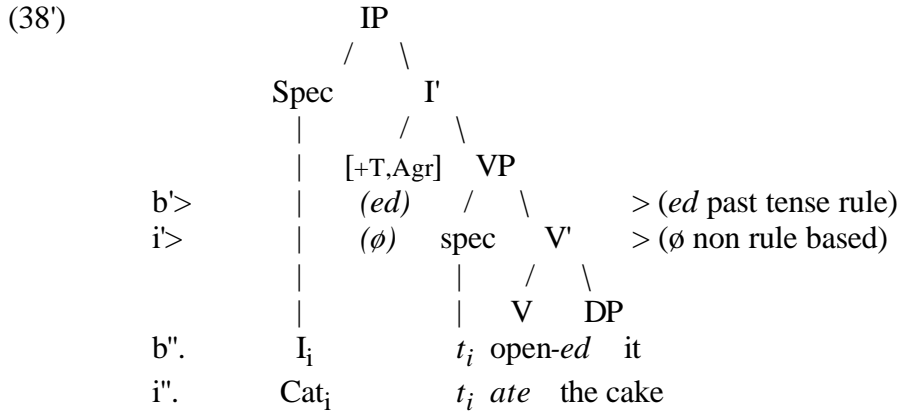 (38') IP
/ \
Spec I'
| / \
| [+T,Agr] VP
b'> | (ed) / \ > (ed past tense rule)
i'> | (ø) spec V' > (ø non rule based)
| | / \
| | V DP
b". Ii ti open-ed it
i". Cati ti ate the cake